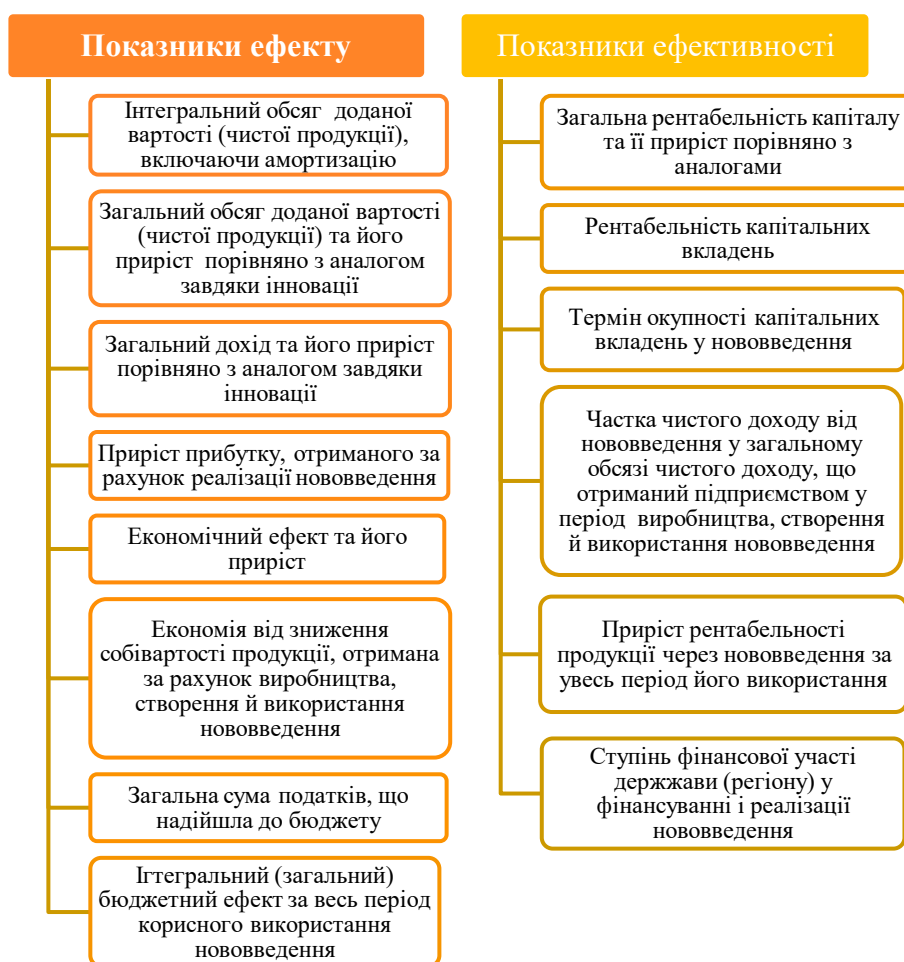 Показники ефекту
Інтегральний обсяг доданої
вартості (чистої продукції),
включаючи амортизацію
Загальний обсяг доданої вартості
(чистої продукції) та його
приріст порівняно з аналогом
завдяки інновації
Загальний дохід та його приріст
порівняно з аналогом завдяки
інновації
Приріст прибутку, отриманого за
рахунок реалізації нововведення
Економічний ефект та його
приріст
Економія від зниження
собівартості продукції, отримана
за рахунок виробництва,
створення й використання
нововведення
Загальна сума податків, що
надійшла до бюджету
Ігтегральний (загальний)
бюджетний ефект за весь період
корисного використання
нововведення
Показники ефективності
Загальна рентабельність капіталу
та її приріст порівняно з
аналогами
Рентабельність капітальних
вкладень
Термін окупності капітальних
вкладень у нововведення
Частка чистого доходу від
нововведення у загальному
обсязі чистого доходу, що
отриманий підприємством у
період виробництва, створення
й використання нововведення
Приріст рентабельності
продукції через нововведення за
увесь період його використання
Ступінь фінансової участі
держжави (регіону) у
фінансуванні і реалізації
нововведення